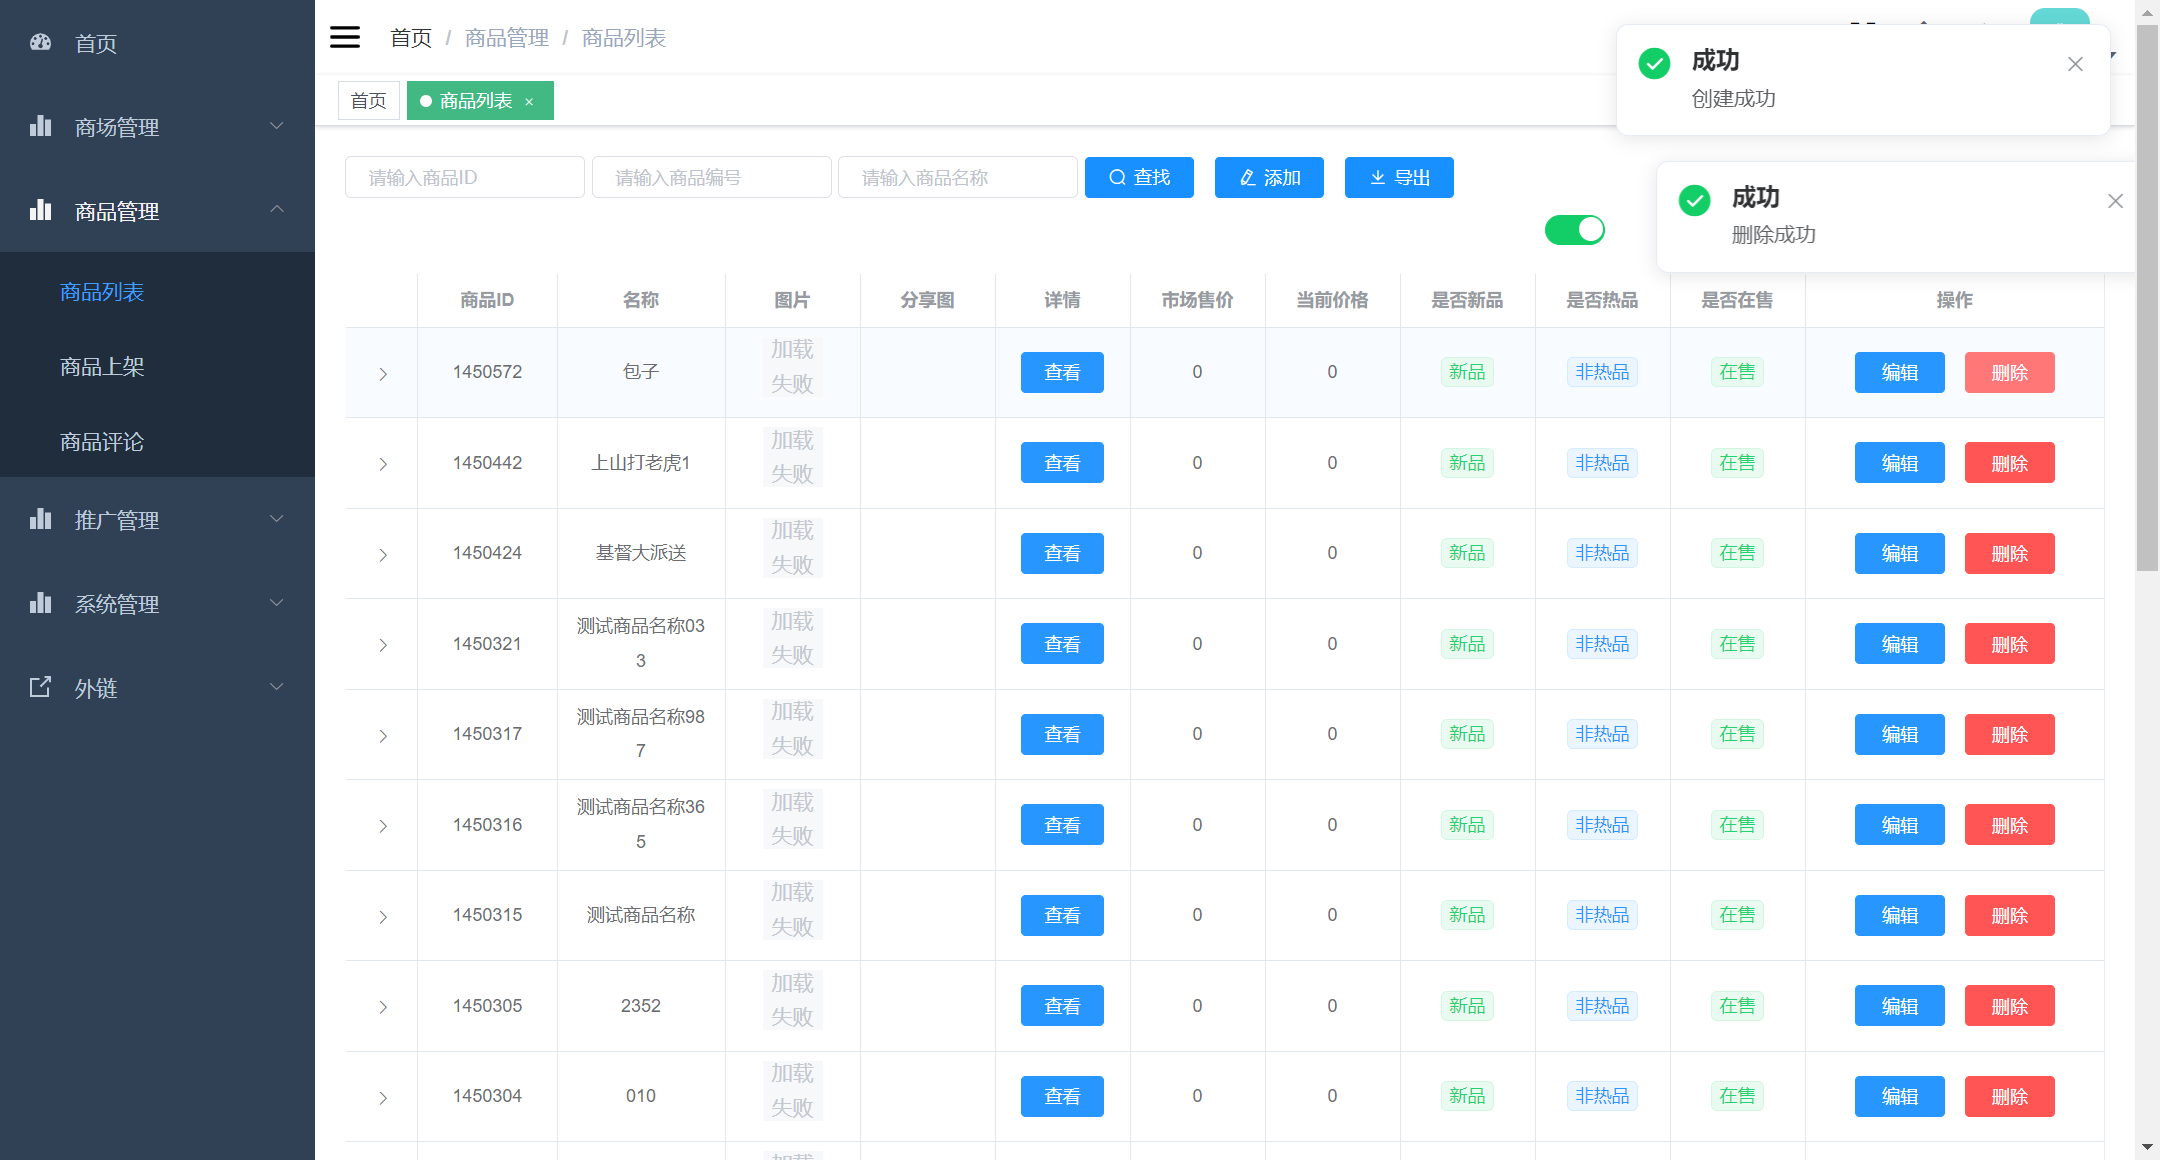 首页
商场管理
商品管理
商品列表
商品上架
商品评论
推广管理
系统管理
外链
首页 / 商品管理 / 商品列表
首页
商品列表 ×
成功
创建成功
成功
删除成功
请输入商品ID
请输入商品编号
请输入商品名称
查找
添加
导出
商品ID 名称 图片 分享图 详情 市场售价 当前价格 是否新品 是否热品 是否在售 操作
1450572 包子 加载失败 查看 0 0 新品 非热品 在售 编辑 删除
1450442 上山打老虎1 加载失败 查看 0 0 新品 非热品 在售 编辑 删除
1450424 基督大派送 加载失败 查看 0 0 新品 非热品 在售 编辑 删除
1450321 测试商品名称033 加载失败 查看 0 0 新品 非热品 在售 编辑 删除
1450317 测试商品名称987 加载失败 查看 0 0 新品 非热品 在售 编辑 删除
1450316 测试商品名称365 加载失败 查看 0 0 新品 非热品 在售 编辑 删除
1450315 测试商品名称 加载失败 查看 0 0 新品 非热品 在售 编辑 删除
1450305 2352 加载失败 查看 0 0 新品 非热品 在售 编辑 删除
1450304 010 加载失败 查看 0 0 新品 非热品 在售 编辑 删除